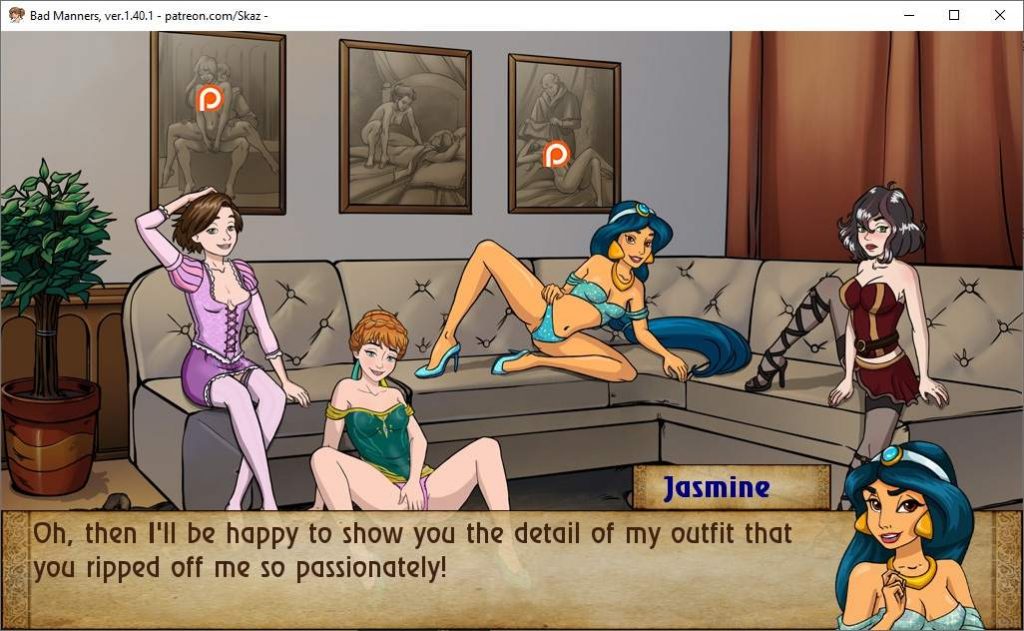 Bad Manners, ver.1.40.1 - patreon.com/Skaz -
Jasmine
Oh, then I'll be happy to show you the detail of my outfit that
you ripped off me so passionately!